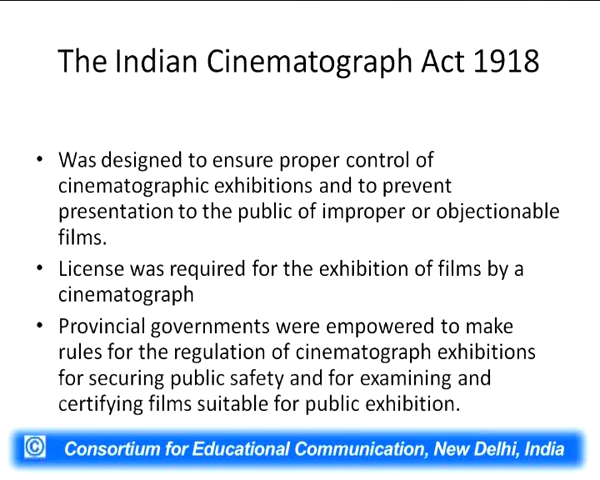 The Indian Cinematograph Act 1918
• Was designed to ensure proper control of
cinematographic exhibitions and to prevent
presentation to the public of improper or objectionable
films.
• License was required for the exhibition of films by a
cinematograph
• Provincial governments were empowered to make
rules for the regulation of cinematograph exhibitions
for securing public safety and for examining and
certifying films suitable for public exhibition.
© Consortium for Educational Communication, New Delhi, India